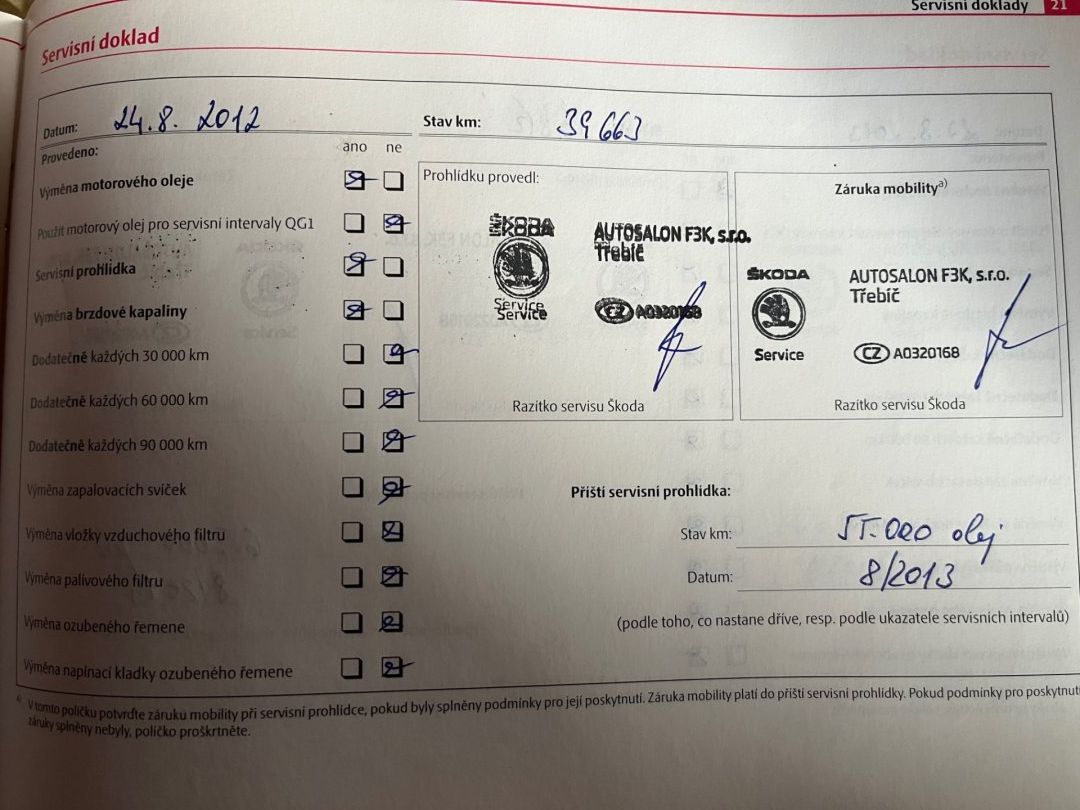 Servisní doklady 21
Servisní doklad
Datum: 24.8. 2012 Stav km: 39 663
Provedeno: ano ne
Výměna motorového oleje
Použit motorový olej pro servisní intervaly QG1
Servisní prohlídka
Výměna brzdové kapaliny
Dodatečně každých 30 000 km
Dodatečně každých 60 000 km
Dodatečně každých 90 000 km
Výměna zapalovacích svíček
Výměna vložky vzduchového filtru
Výměna palivového filtru
Výměna ozubeného řemene
Výměna napínací kladky ozubeného řemene
Prohlídku provedl:
ŠKODA AUTOSALON F3K, s.r.o.
Třebíč
Service CZ A0320168
Razítko servisu Škoda
Záruka mobility a)
ŠKODA AUTOSALON F3K, s.r.o.
Třebíč
Service CZ A0320168
Razítko servisu Škoda
Příští servisní prohlídka:
Stav km: olej
Datum: 8/2013
(podle toho, co nastane dříve, resp. podle ukazatele servisních intervalů)
a) V tomto políčku potvrďte záruku mobility při servisní prohlídce, pokud byly splněny podmínky pro její poskytnutí. Záruka mobility platí do příští servisní prohlídky. Pokud podmínky pro poskytnutí
záruky splněny nebyly, políčko proškrtněte.